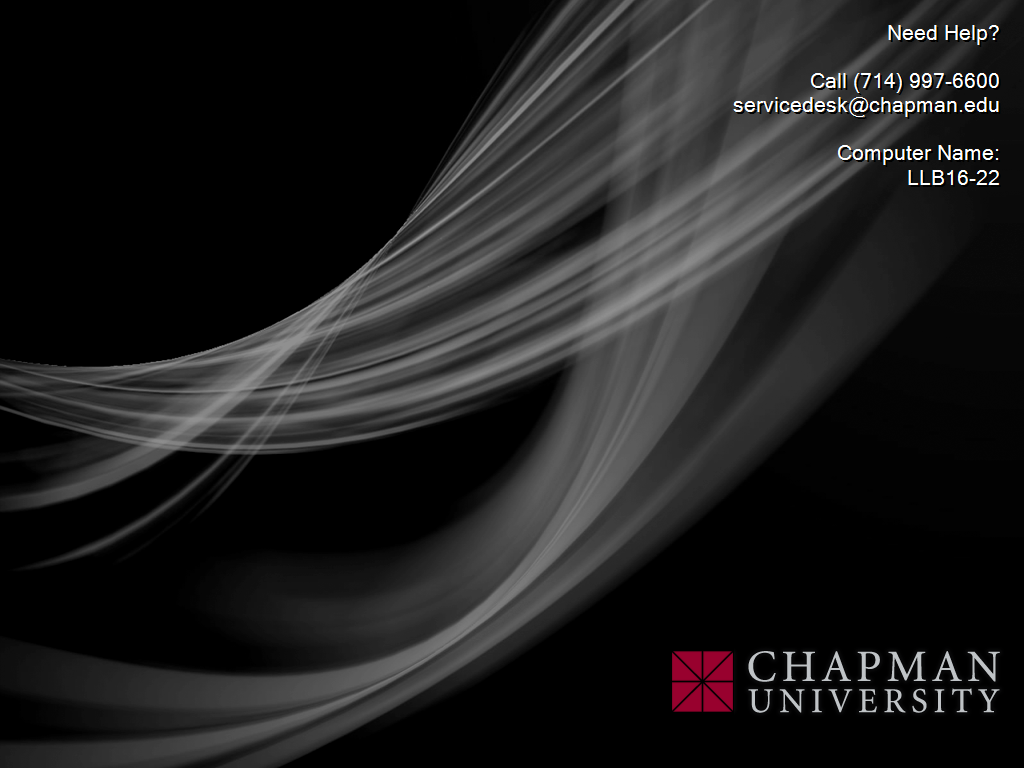 Need Help?
Call (714) 997-6600
servicedesk@chapman.edu
Computer Name:
LLB16-22
CHAPMAN
UNIVERSITY